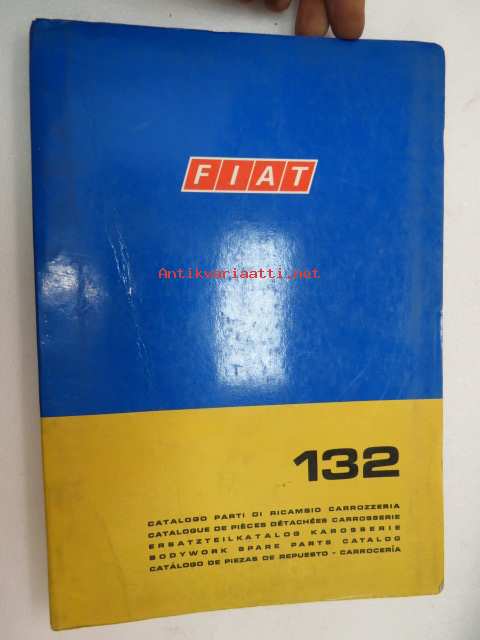 FIAT
Antikvariaatti.net
132
CATALOGO PARTI DI RICAMBIO CARROZZERIA
CATALOGUE DE PIÈCES DÉTACHÉES CARROSSERIE
ERSATZTEILKATALOG KAROSSERIE
BODYWORK SPARE PARTS CATALOG
CATÁLOGO DE PIEZAS DE REPUESTO - CARROCERÍA